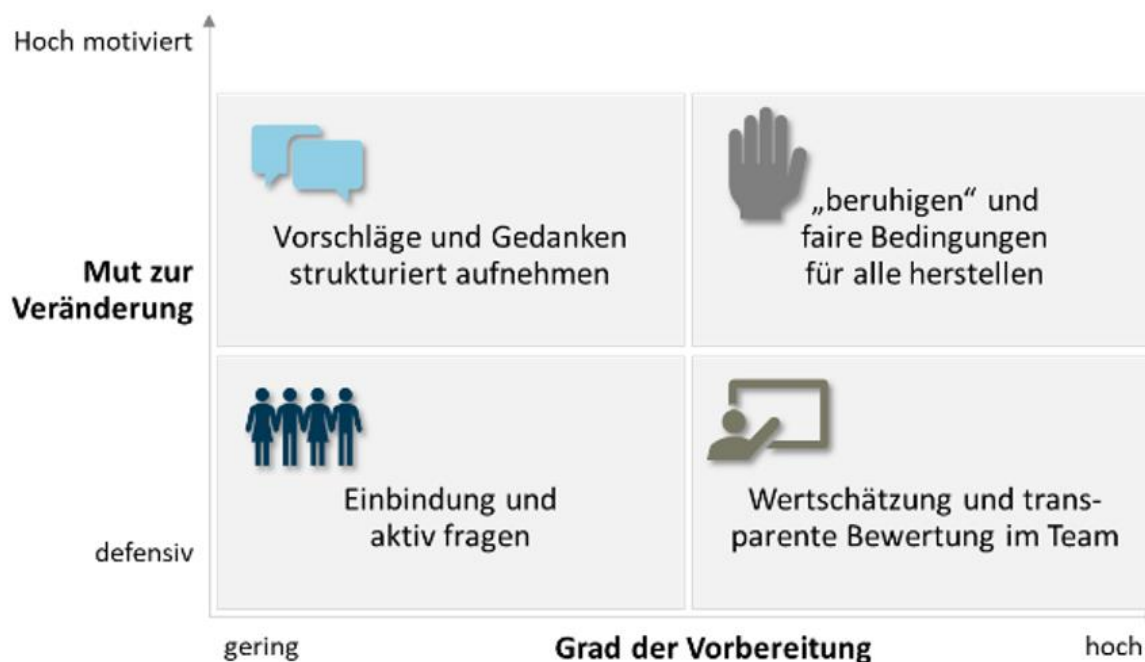 Hoch motiviert
Vorschläge und Gedanken
strukturiert aufnehmen
„beruhigen“ und
faire Bedingungen
für alle herstellen
Mut zur
Veränderung
Einbindung und
aktiv fragen
Wertschätzung und trans-
parente Bewertung im Team
defensiv
gering
Grad der Vorbereitung
hoch